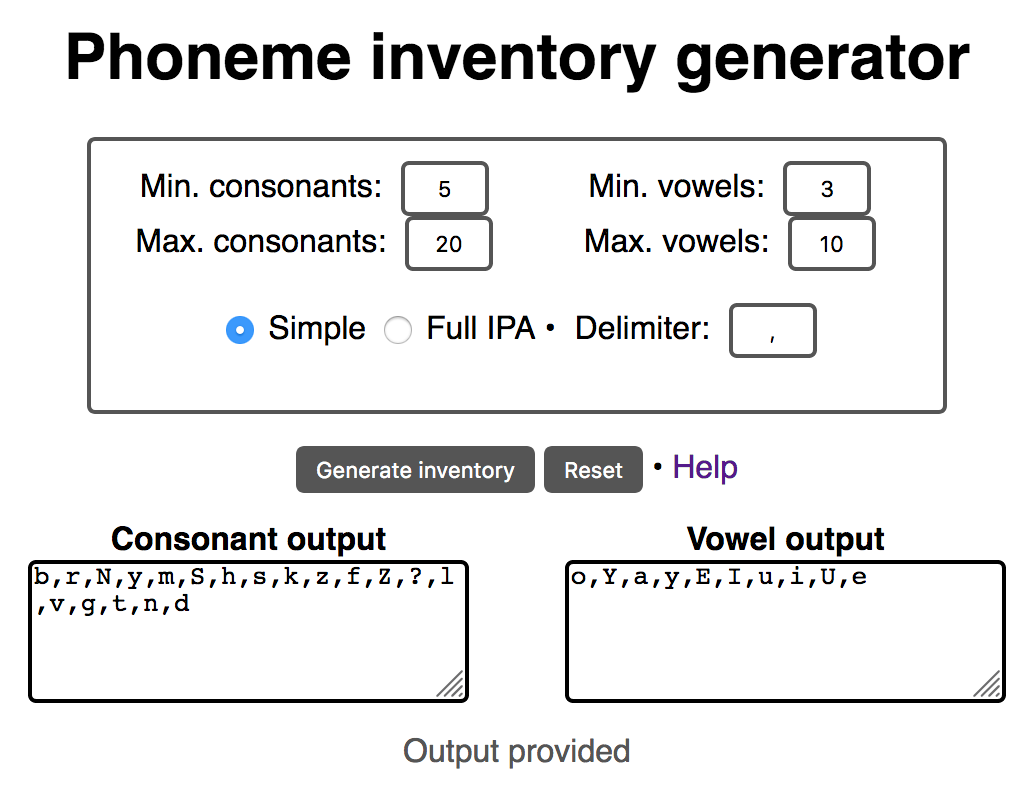 Phoneme inventory generator
Min. consonants: 5 Min. vowels: 3
Max. consonants: 20 Max. vowels: 10
Simple Full IPA • Delimiter: ,
Generate inventory Reset • Help
Consonant output Vowel output
b,r,N,y,m,S,h,s,k,z,f,Z,?,l o,Y,a,y,E,I,u,i,U,e
,v,g,t,n,d
Output provided